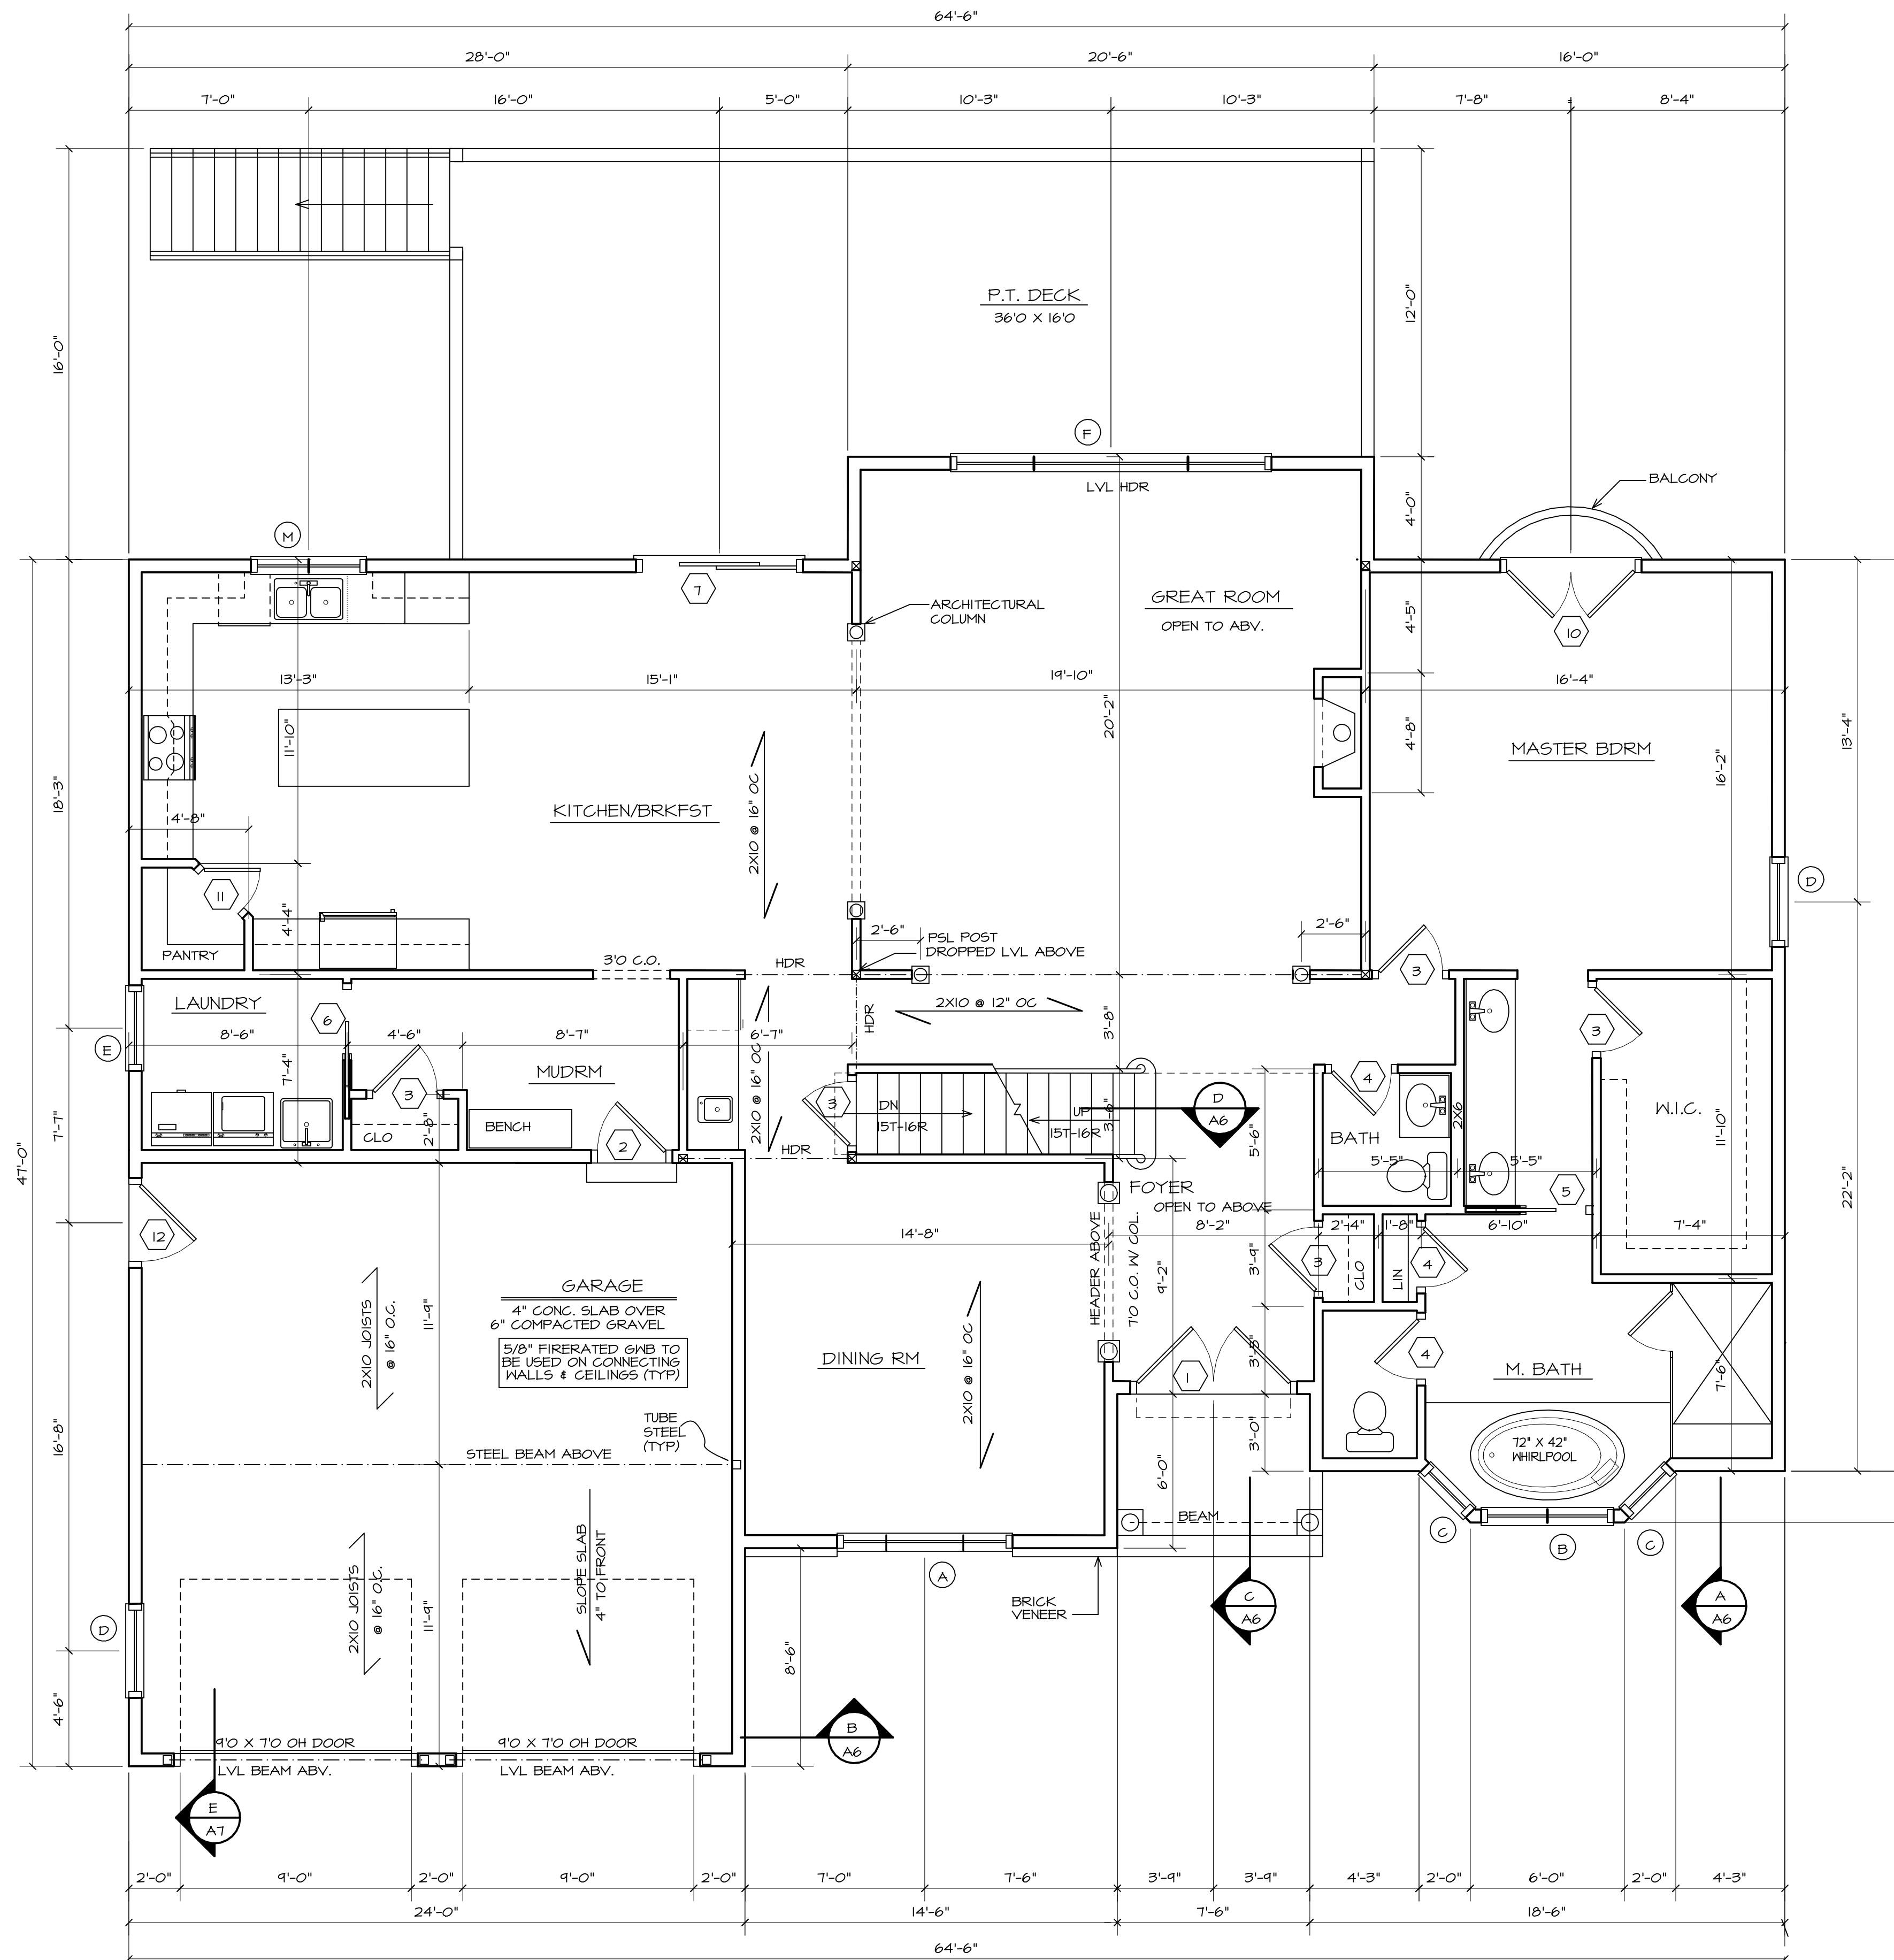 64'-6"
28'-0"
20'-6"
16'-0"
7'-0"
16'-0"
5'-0"
10'-3"
10'-3"
7'-8"
=
8'-4"
P.T. DECK
36'0 X 16'0
16'-0"
12'-0"
4'-0"
F
LVL HDR
BALCONY
M
7
10
ARCHITECTURAL
COLUMN
GREAT ROOM
OPEN TO ABV.
4'-5"
13'-3"
15'-1"
19'-10"
16'-4"
11'-10"
20'-2"
4'-8"
MASTER BDRM
16'-2"
13'-4"
18'-3"
KITCHEN/BRKFST
2X10 @ 16" OC
4'-8"
11
4'-4"
D
PANTRY
2'-6"
PSL POST
DROPPED LVL ABOVE
2'-6"
3'0 C.O.
HDR
3
LAUNDRY
6
8'-6"
4'-6"
8'-7"
6'-7"
HDR
2X10 @ 12" OC
3'-8"
3
E
7'-4"
MUDRM
2X10 @ 16" OC
3
3
DN
15T-16R
UP
15T-16R
3'-6"
D
A6
4
2X6
W.I.C.
11'-10"
CLO
2'-8"
BENCH
2
HDR
BATH
5'-6"
5'-5"
5'-5"
5
7'-7"
47'-0"
22'-2"
FOYER
OPEN TO ABOVE
12
14'-8"
8'-2"
2'-4"
1'-8"
6'-10"
7'-4"
HEADER ABOVE
7'0 C.O. W/ COL.
9'-2"
3'-9"
3
CLO
LIN
4
GARAGE
4" CONC. SLAB OVER
6" COMPACTED GRAVEL
5/8" FIRERATED GWB TO
BE USED ON CONNECTING
WALLS & CEILINGS (TYP)
2X10 JOISTS
@ 16" O.C.
11'-9"
DINING RM
2X10 @ 16" OC
1
3'-5"
4
M. BATH
7'-6"
TUBE
STEEL
(TYP)
STEEL BEAM ABOVE
16'-8"
3'-0"
6'-0"
72" X 42"
WHIRLPOOL
BEAM
C
B
C
A
2X10 JOISTS
@ 16" O.C.
11'-9"
SLOPE SLAB
4" TO FRONT
BRICK
VENEER
C
A6
A
A6
D
8'-6"
4'-6"
9'0 X 7'0 OH DOOR
LVL BEAM ABV.
9'0 X 7'0 OH DOOR
LVL BEAM ABV.
B
A6
E
A7
2'-0"
9'-0"
2'-0"
9'-0"
2'-0"
7'-0"
7'-6"
3'-9"
3'-9"
4'-3"
2'-0"
6'-0"
2'-0"
4'-3"
24'-0"
14'-6"
7'-6"
18'-6"
64'-6"